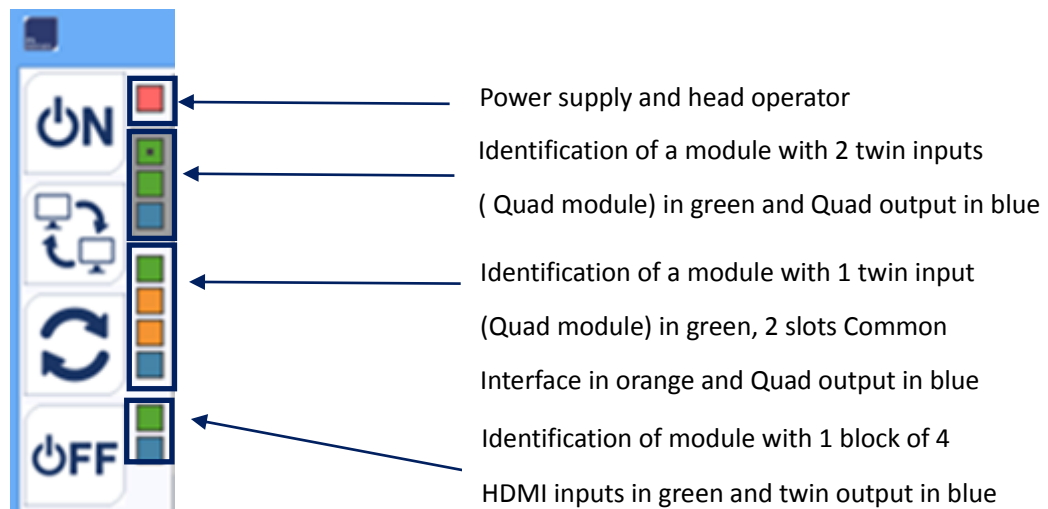 ON
Power supply and head operator
Identification of a module with 2 twin inputs
( Quad module) in green and Quad output in blue
Identification of a module with 1 twin input
(Quad module) in green, 2 slots Common
Interface in orange and Quad output in blue
OFF
Identification of module with 1 block of 4
HDMI inputs in green and twin output in blue